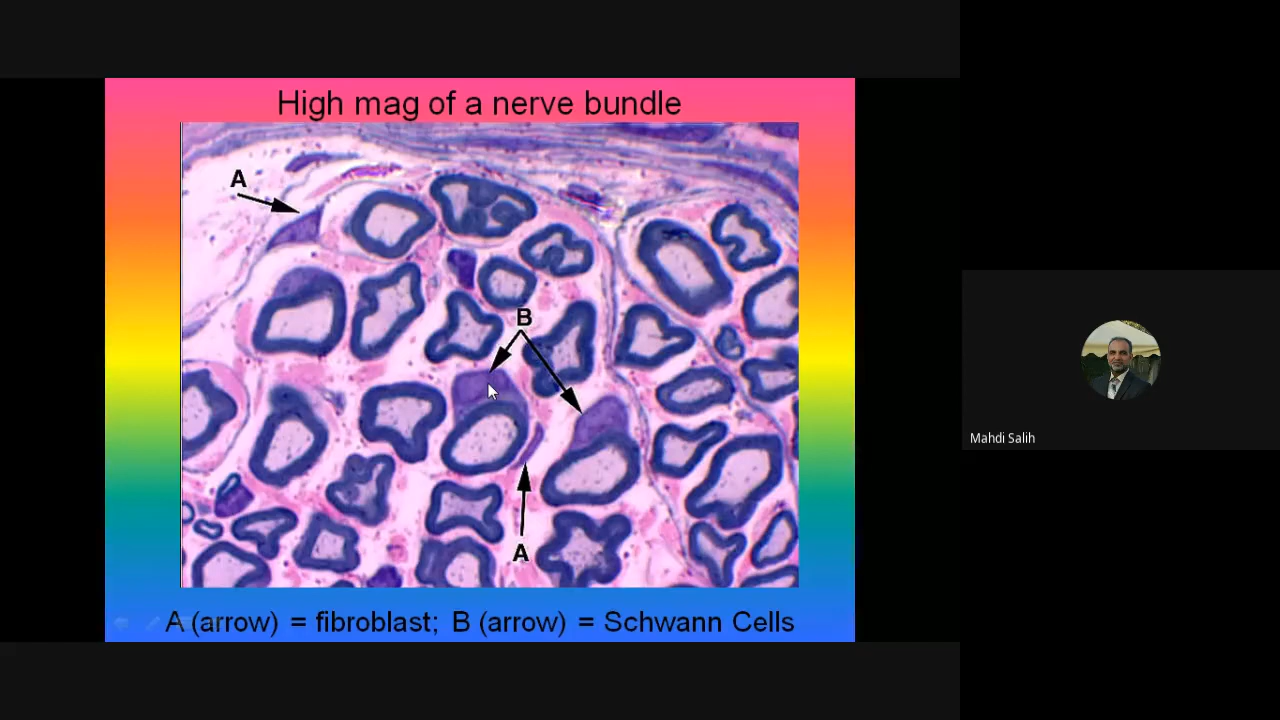 High mag of a nerve bundle
A
B
A
A (arrow) = fibroblast; B (arrow) = Schwann Cells
Mahdi Salih